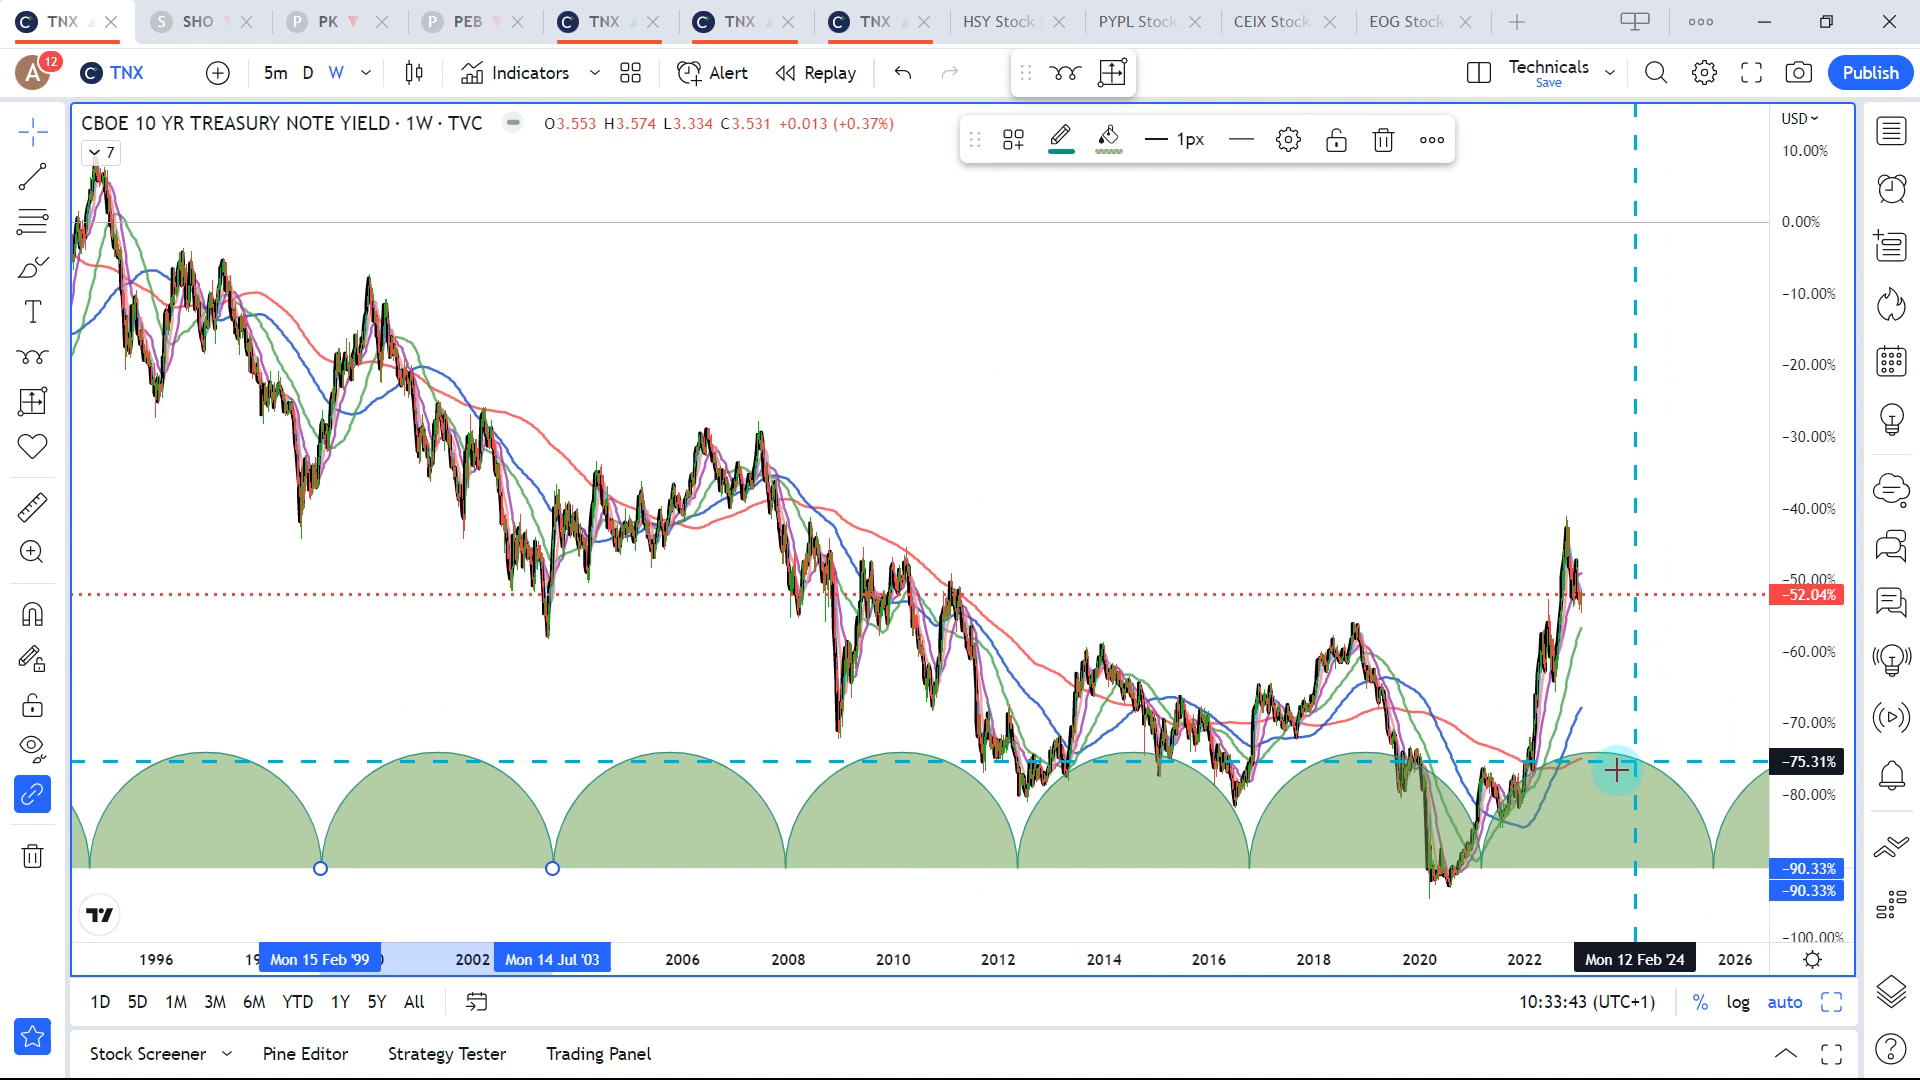 TNX
SHO
PK
PEB
TNX
TNX
TNX
HSY Stock
PYPL Stock
CEIX Stock
EOG Stock
A
12
TNX
5m
D
W
Indicators
Alert
Replay
Technicals
Save
Publish
CBOE 10 YR TREASURY NOTE YIELD · 1W · TVC
O3.553 H3.574 L3.334 C3.531 +0.013 (+0.37%)
7
1px
USD
10.00%
0.00%
−10.00%
−20.00%
−30.00%
−40.00%
−50.00%
−52.04%
−60.00%
−70.00%
−75.31%
−80.00%
−90.33%
−90.33%
−100.00%
1996
Mon 15 Feb '99
2002
Mon 14 Jul '03
2006
2008
2010
2012
2014
2016
2018
2020
2022
Mon 12 Feb '24
2026
1D
5D
1M
3M
6M
YTD
1Y
5Y
All
10:33:43 (UTC+1)
%
log
auto
Stock Screener
Pine Editor
Strategy Tester
Trading Panel